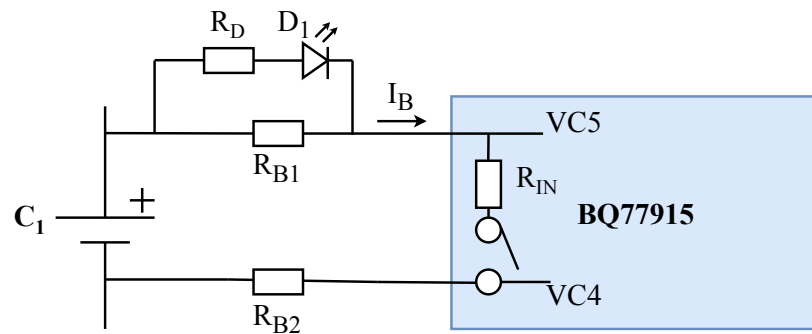 R_D
D_1
I_B
VC5
R_B1
R_IN
C_1
+
BQ77915
VC4
R_B2